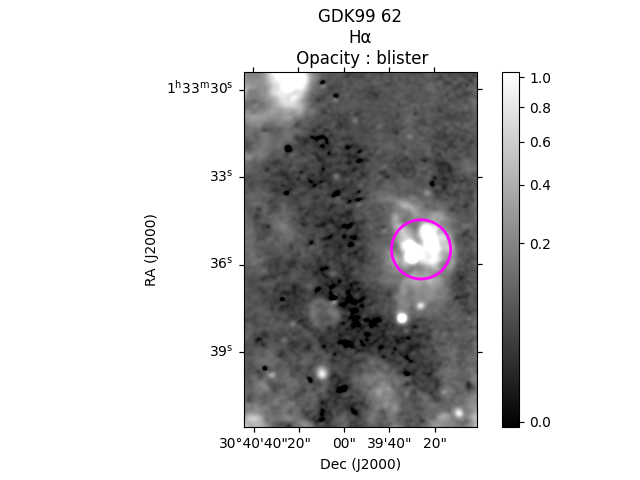 GDK99 62
Hα
Opacity : blister
1ʰ33ᵐ30ˢ
33ˢ
36ˢ
39ˢ
RA (J2000)
30°40'40"20" 00" 39'40" 20"
Dec (J2000)
1.0
0.8
0.6
0.4
0.2
0.0